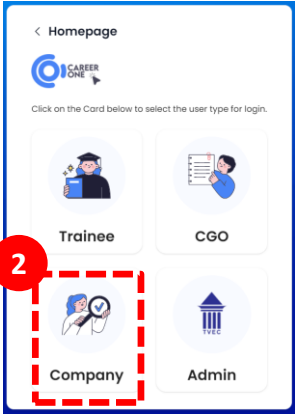 < Homepage
CAREER
ONE
Click on the Card below to select the user type for login.
Trainee
CGO
2
TVEC
Company
Admin